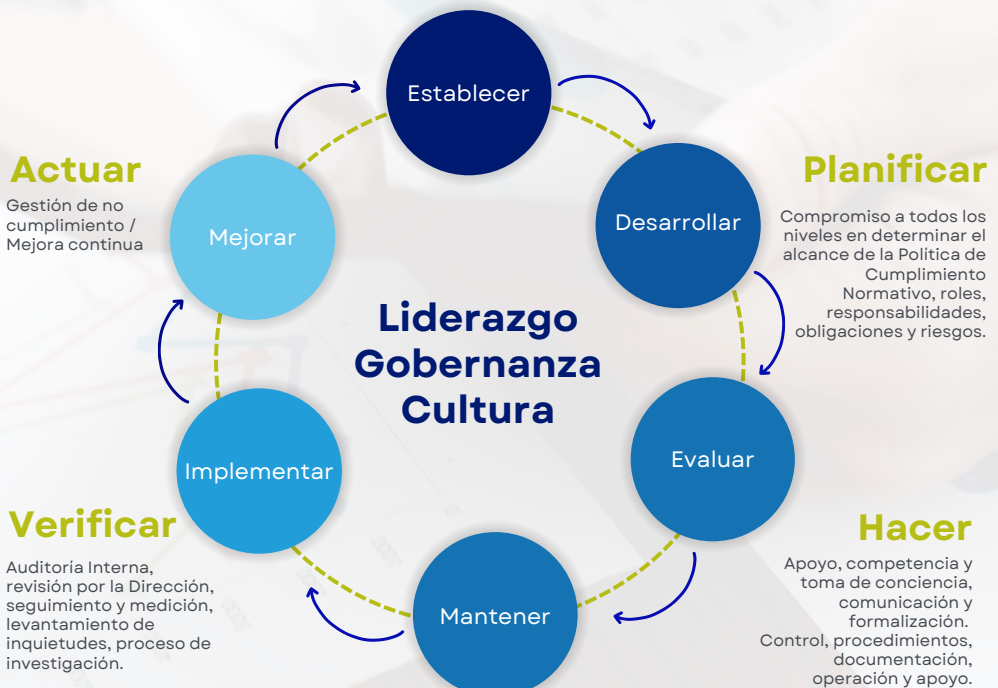 Establecer
Actuar
Gestión de no
cumplimiento /
Mejora continua
Mejorar
Desarrollar
Planificar
Compromiso a todos los
niveles en determinar el
alcance de la Política de
Cumplimiento
Normativo, roles,
responsabilidades,
obligaciones y riesgos.
Liderazgo
Gobernanza
Cultura
Implementar
Evaluar
Verificar
Auditoría Interna,
revisión por la Dirección,
seguimiento y medición,
levantamiento de
inquietudes, proceso de
investigación.
Mantener
Hacer
Apoyo, competencia y
toma de conciencia,
comunicación y
formalización.
Control, procedimientos,
documentación,
operación y apoyo.